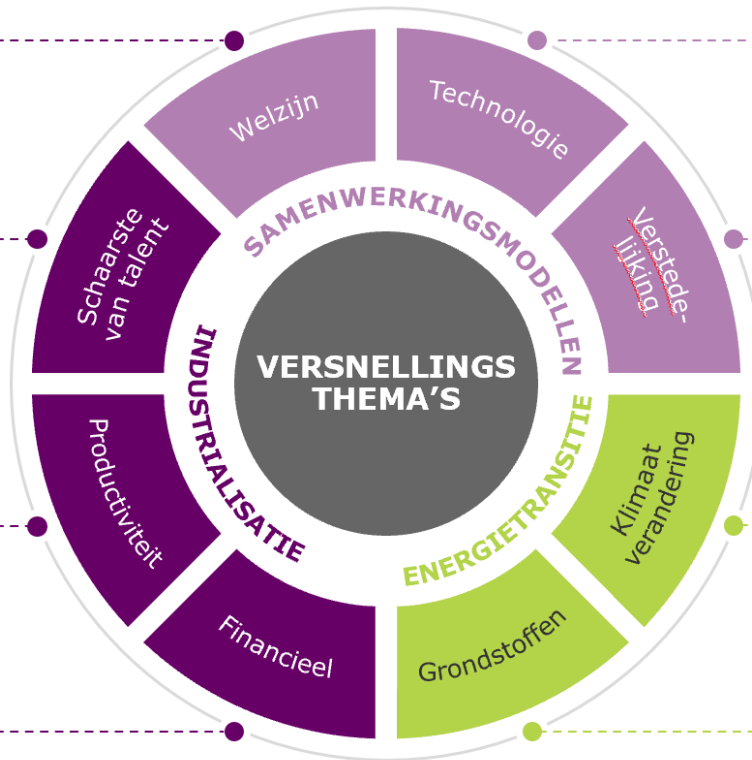 Welzijn
Technologie
Verstede-
lijking
Klimaat
verandering
Grondstoffen
Financieel
Productiviteit
Schaarste
van talent
SAMENWERKINGSMODELLEN
ENERGIETRANSITIE
INDUSTRIALISATIE
VERSNELLINGS
THEMA'S